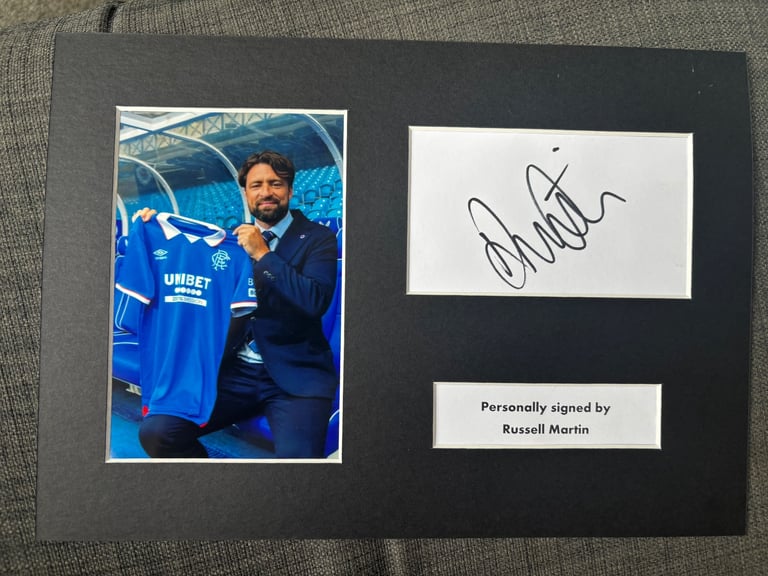 UNIBET
Personally signed by
Russell Martin